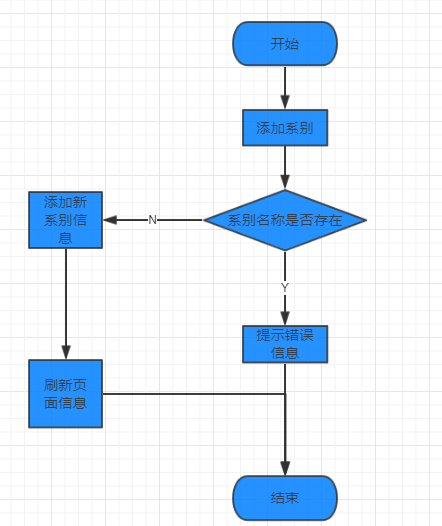 开始
添加系别
系别名称是否存在
N
添加新
系别信
息
Y
提示错误
信息
刷新页
面信息
结束